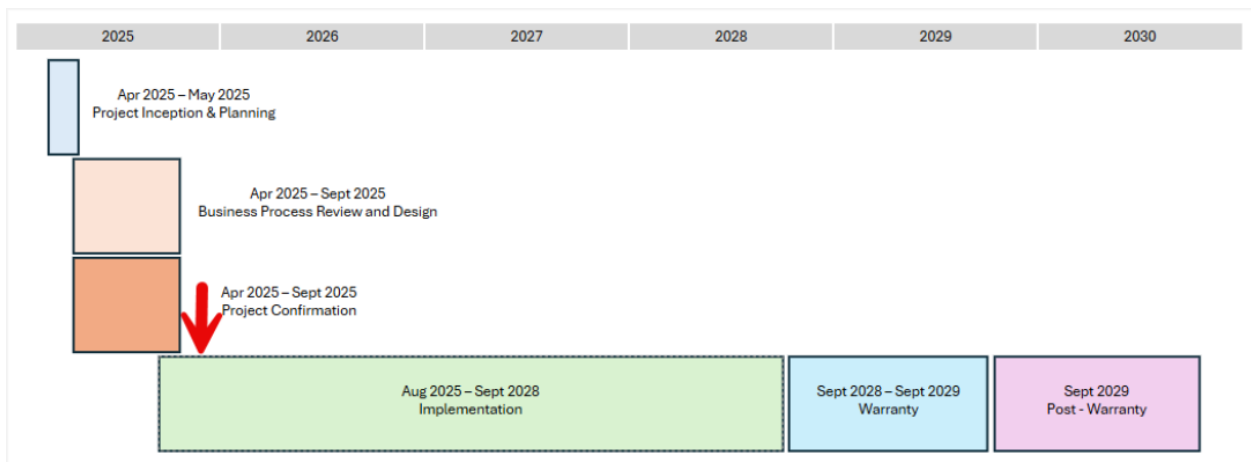 2025 2026 2027 2028 2029 2030
Apr 2025 – May 2025
Project Inception & Planning
Apr 2025 – Sept 2025
Business Process Review and Design
Apr 2025 – Sept 2025
Project Confirmation
Aug 2025 – Sept 2028
Implementation
Sept 2028 – Sept 2029
Warranty
Sept 2029
Post - Warranty